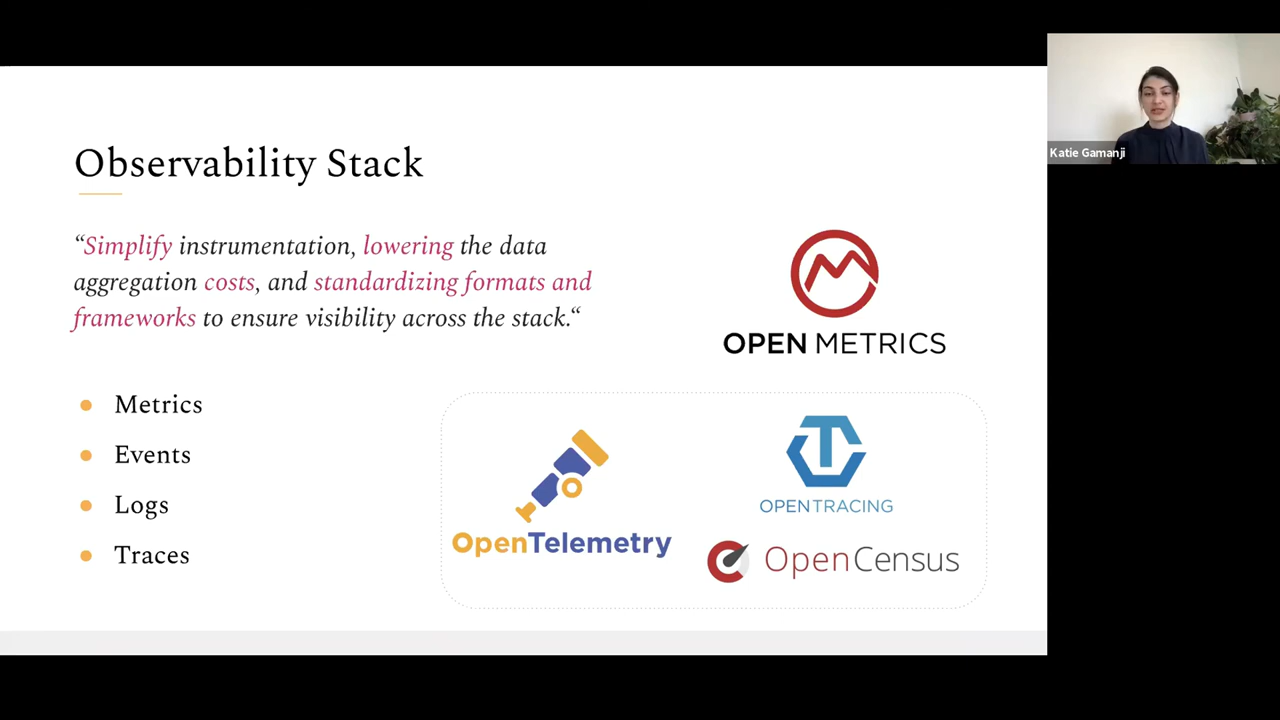 Observability Stack
“Simplify instrumentation, lowering the data
aggregation costs, and standardizing formats and
frameworks to ensure visibility across the stack.“
Metrics
Events
Logs
Traces
OPEN METRICS
OpenTelemetry
OPENTRACING
OpenCensus
Katie Gamanji